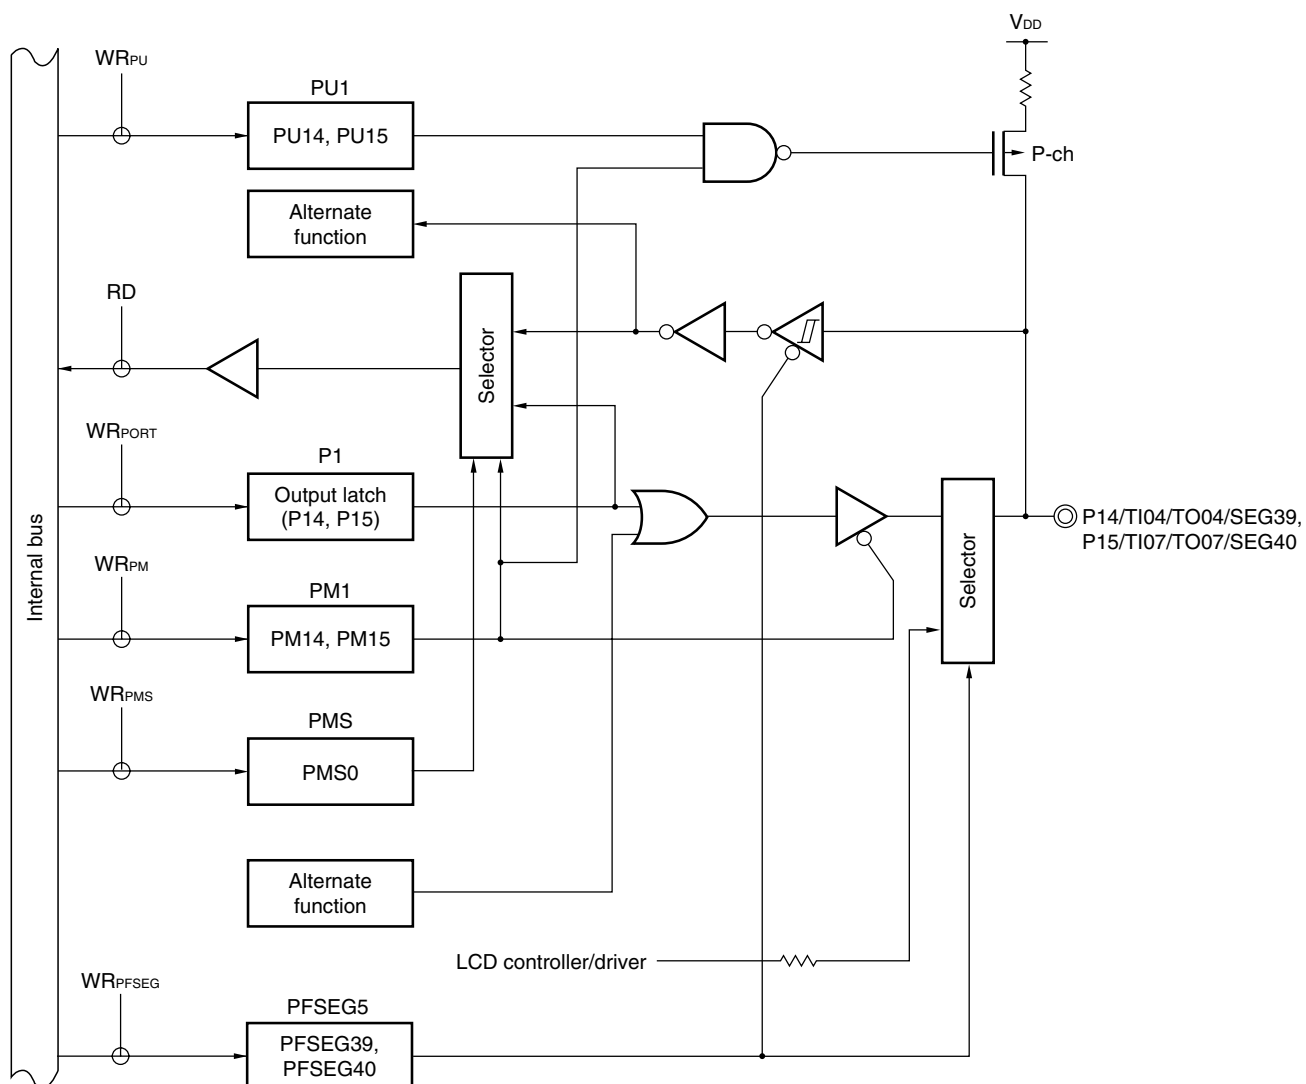 VDD
WRPU
PU1
PU14, PU15
P-ch
Alternate
function
RD
Selector
WRPORT
P1
Output latch
(P14, P15)
P14/TI04/TO04/SEG39,
P15/TI07/TO07/SEG40
Selector
Internal bus
WRPM
PM1
PM14, PM15
WRPMS
PMS
PMS0
Alternate
function
LCD controller/driver
WRPFSEG
PFSEG5
PFSEG39,
PFSEG40